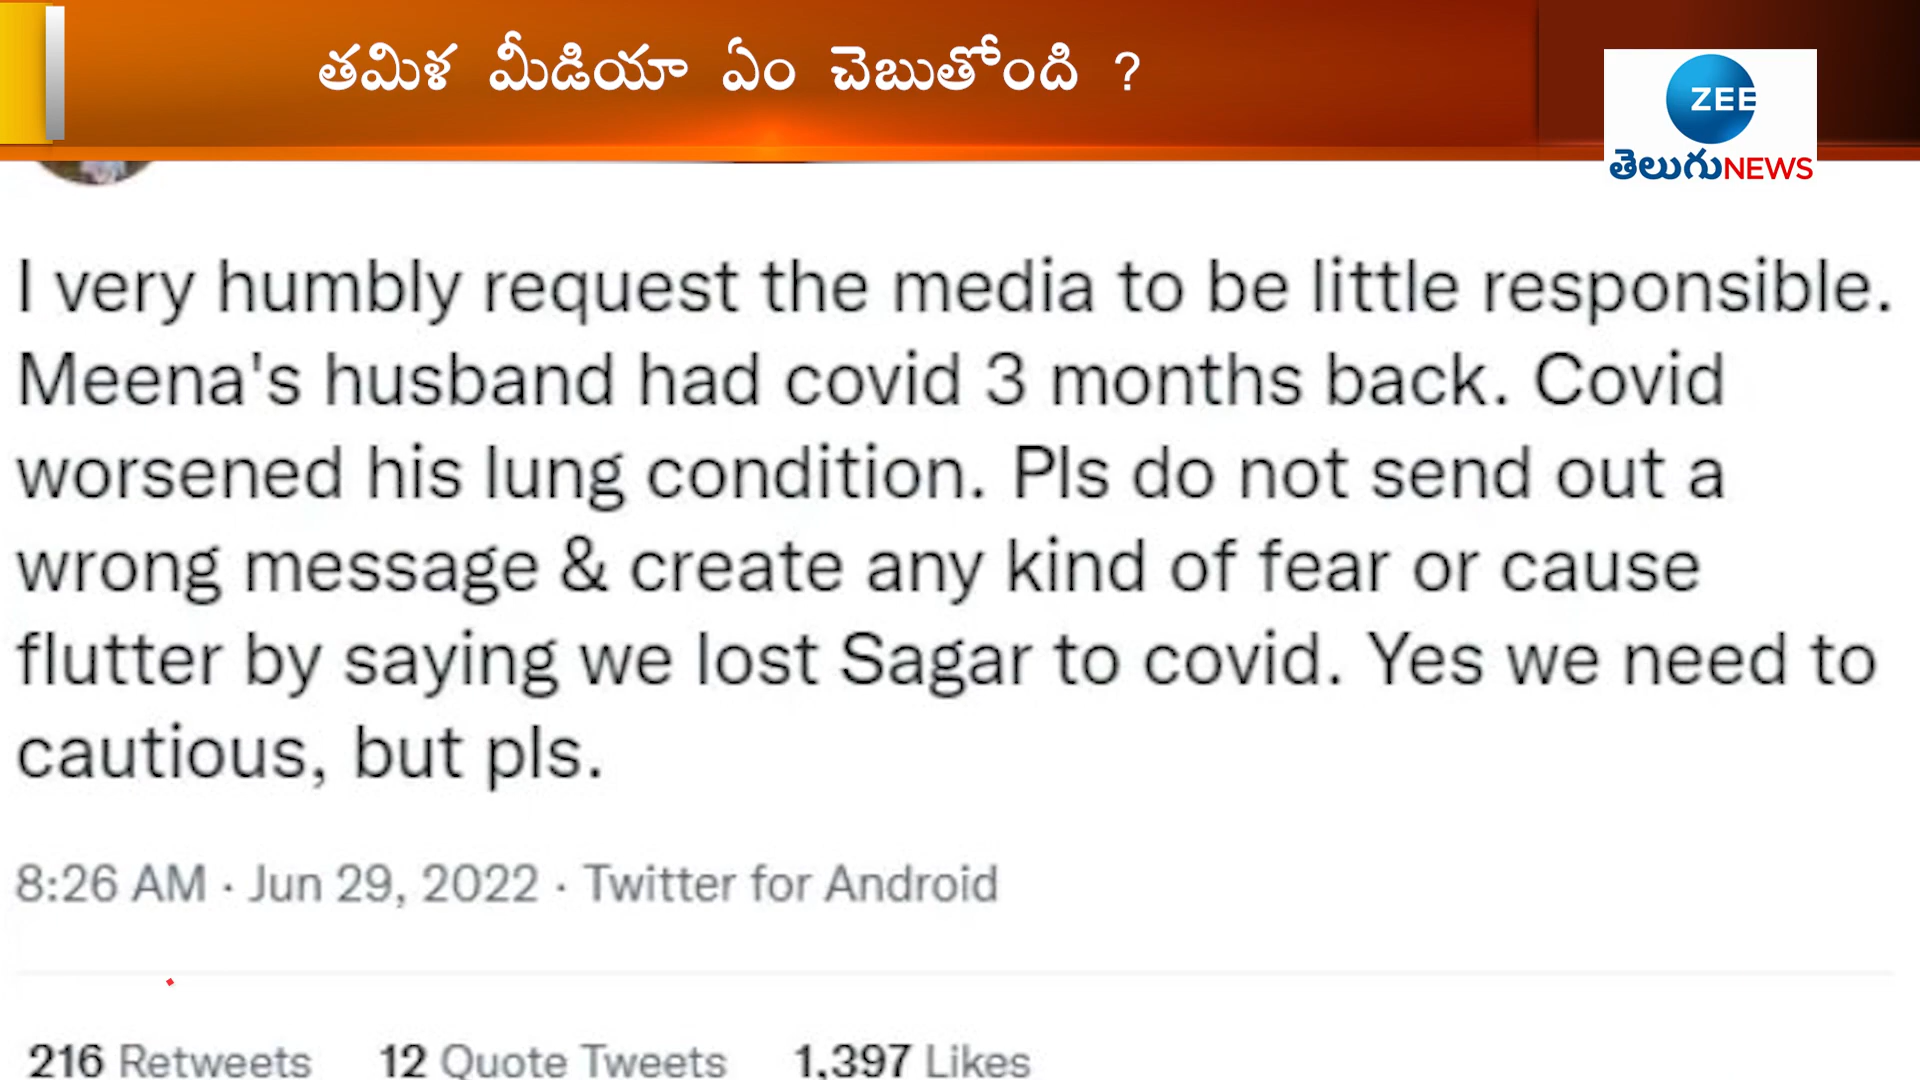 తమిళ మీడియా ఏం చెబుతోంది ?
ZEE
తెలుగుNEWS
I very humbly request the media to be little responsible.
Meena's husband had covid 3 months back. Covid
worsened his lung condition. Pls do not send out a
wrong message & create any kind of fear or cause
flutter by saying we lost Sagar to covid. Yes we need to
cautious, but pls.
8:26 AM · Jun 29, 2022 · Twitter for Android
216 Retweets 12 Quote Tweets 1,397 Likes